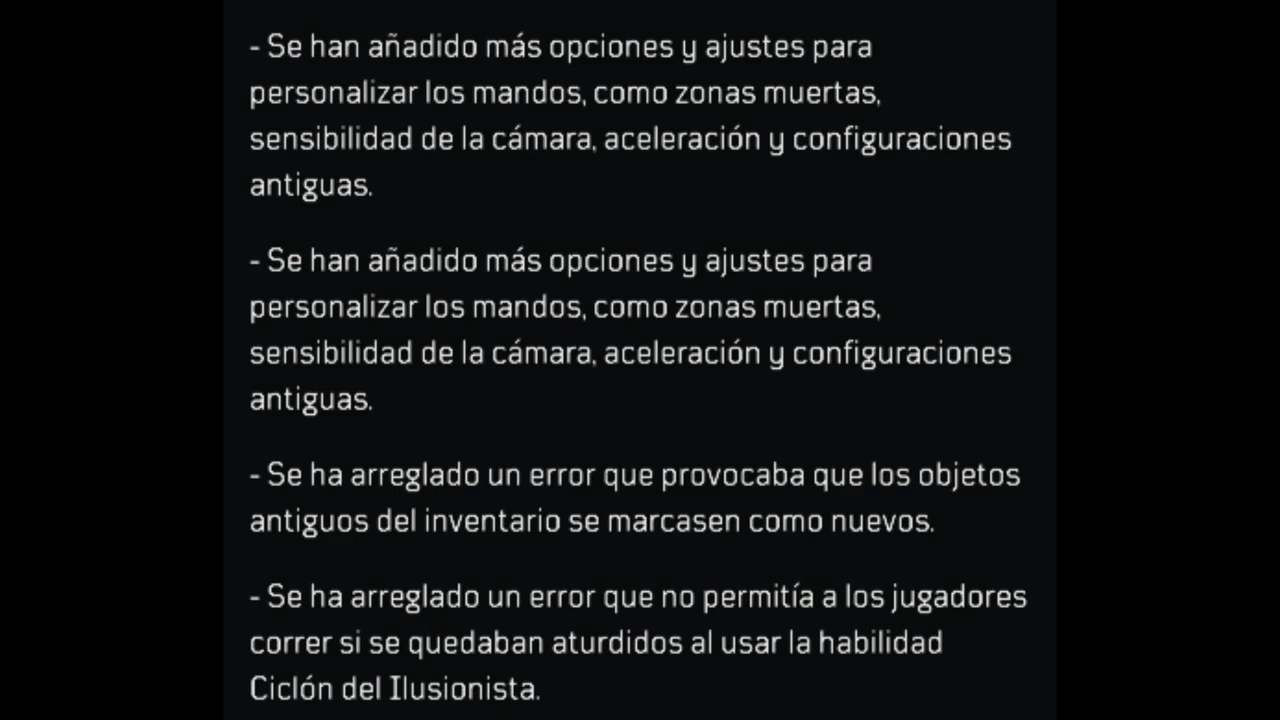 - Se han añadido más opciones y ajustes para
personalizar los mandos, como zonas muertas,
sensibilidad de la cámara, aceleración y configuraciones
antiguas.
- Se han añadido más opciones y ajustes para
personalizar los mandos, como zonas muertas,
sensibilidad de la cámara, aceleración y configuraciones
antiguas.
- Se ha arreglado un error que provocaba que los objetos
antiguos del inventario se marcasen como nuevos.
- Se ha arreglado un error que no permitía a los jugadores
correr si se quedaban aturdidos al usar la habilidad
Ciclón del Ilusionista.